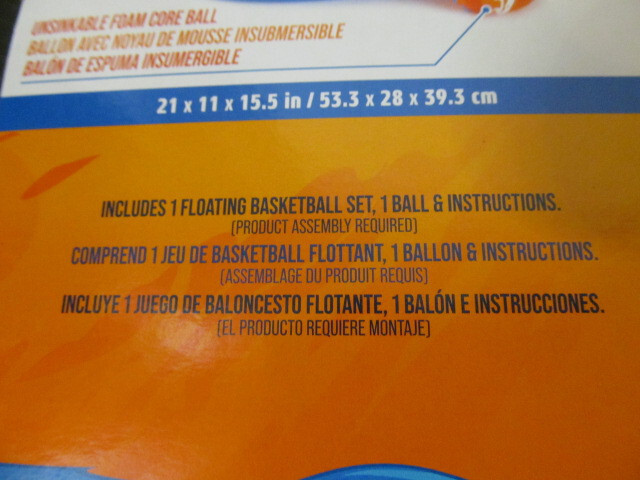 UNSINKABLE FOAM CORE BALL
BALLON AVEC NOYAU DE MOUSSE INSUBMERSIBLE
BALÓN DE ESPUMA INSUMERGIBLE
21 x 11 x 15.5 in / 53.3 x 28 x 39.3 cm
INCLUDES 1 FLOATING BASKETBALL SET, 1 BALL & INSTRUCTIONS.
(PRODUCT ASSEMBLY REQUIRED)
COMPREND 1 JEU DE BASKETBALL FLOTTANT, 1 BALLON & INSTRUCTIONS.
(ASSEMBLAGE DU PRODUIT REQUIS)
INCLUYE 1 JUEGO DE BALONCESTO FLOTANTE, 1 BALÓN E INSTRUCCIONES.
(EL PRODUCTO REQUIERE MONTAJE)